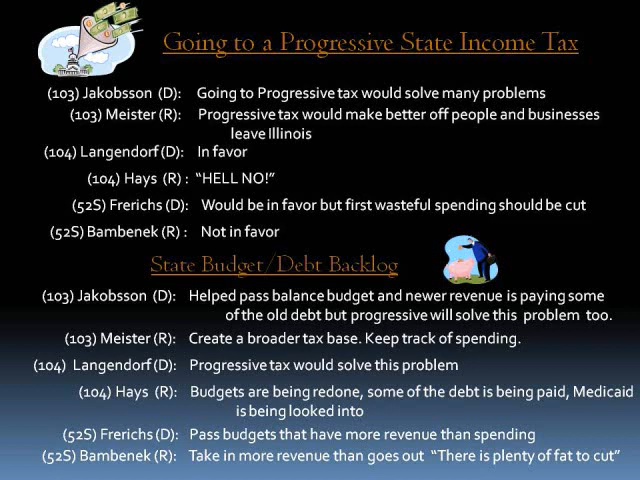 Going to a Progressive State Income Tax
(103) Jakobsson (D): Going to Progressive tax would solve many problems
(103) Meister (R): Progressive tax would make better off people and businesses
leave Illinois
(104) Langendorf (D): In favor
(104) Hays (R) : "HELL NO!"
(52S) Frerichs (D): Would be in favor but first wasteful spending should be cut
(52S) Bambenek (R) : Not in favor
State Budget/Debt Backlog
(103) Jakobsson (D): Helped pass balance budget and newer revenue is paying some
of the old debt but progressive will solve this problem too.
(103) Meister (R): Create a broader tax base. Keep track of spending.
(104) Langendorf (D): Progressive tax would solve this problem
(104) Hays (R): Budgets are being redone, some of the debt is being paid, Medicaid
is being looked into
(52S) Frerichs (D): Pass budgets that have more revenue than spending
(52S) Bambenek (R): Take in more revenue than goes out "There is plenty of fat to cut"